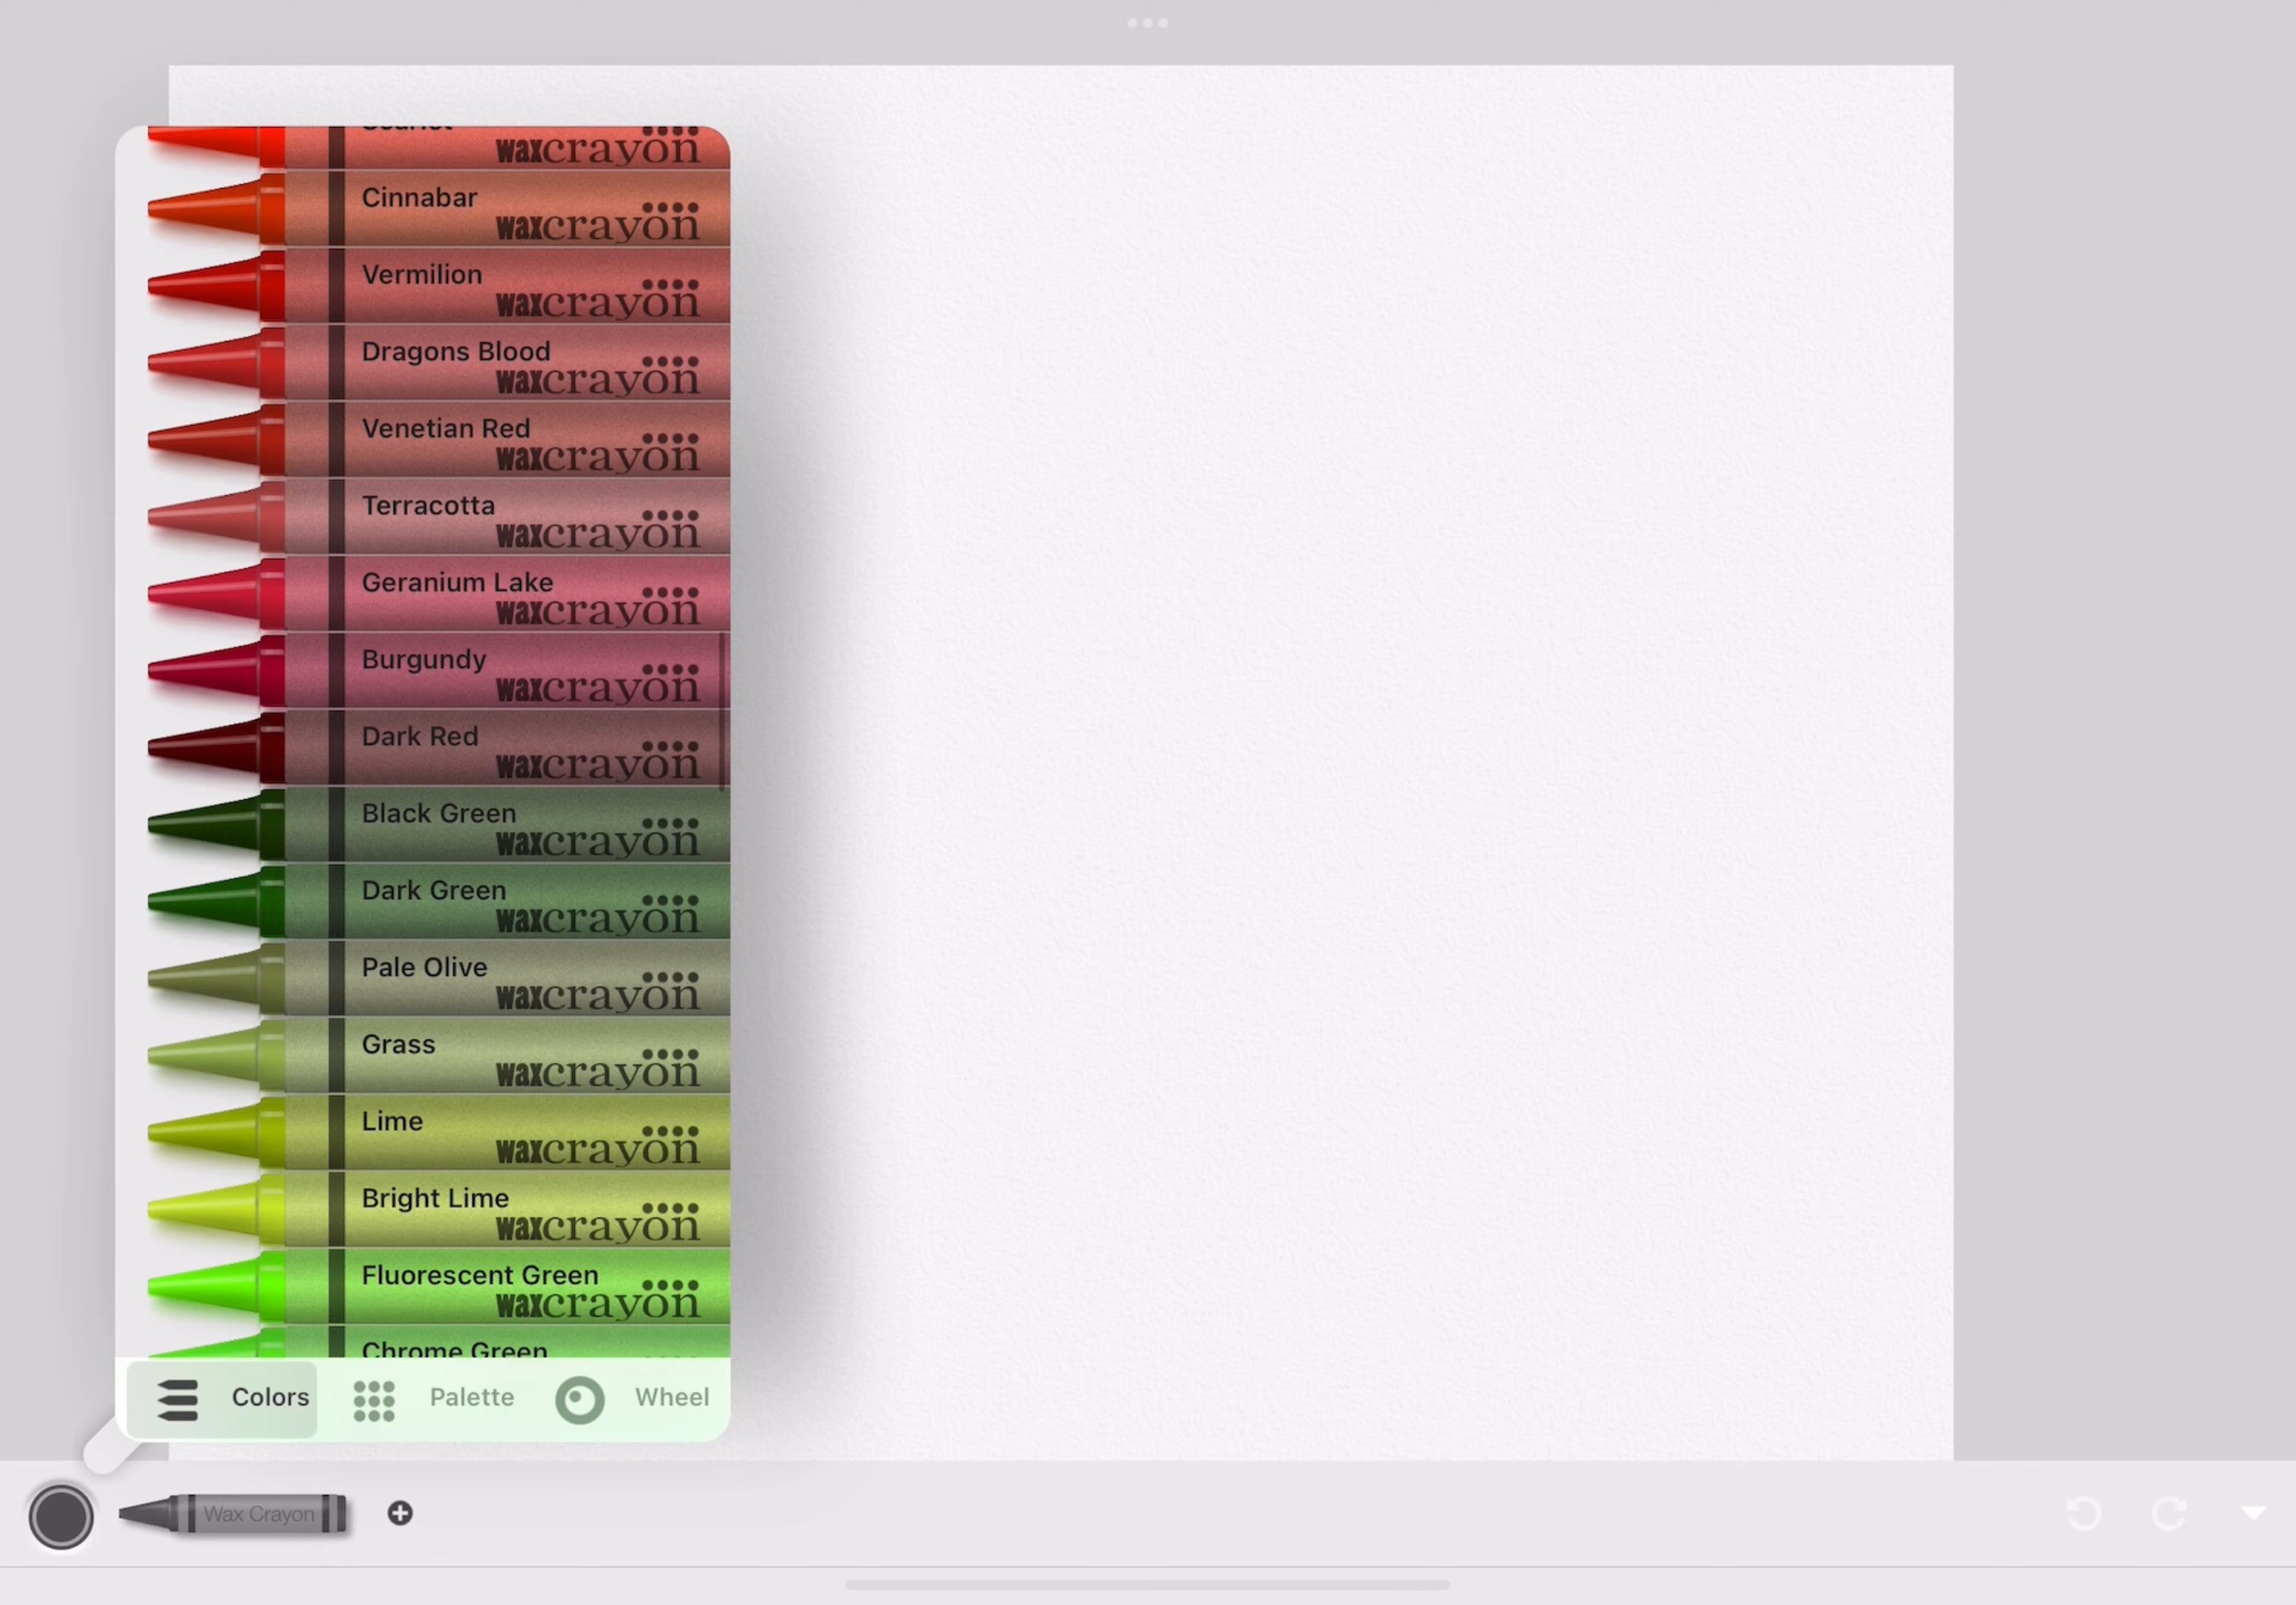 Scarlet
waxcrayon
Cinnabar
waxcrayon
Vermilion
waxcrayon
Dragons Blood
waxcrayon
Venetian Red
waxcrayon
Terracotta
waxcrayon
Geranium Lake
waxcrayon
Burgundy
waxcrayon
Dark Red
waxcrayon
Black Green
waxcrayon
Dark Green
waxcrayon
Pale Olive
waxcrayon
Grass
waxcrayon
Lime
waxcrayon
Bright Lime
waxcrayon
Fluorescent Green
waxcrayon
Chrome Green
Colors Palette Wheel
Wax Crayon